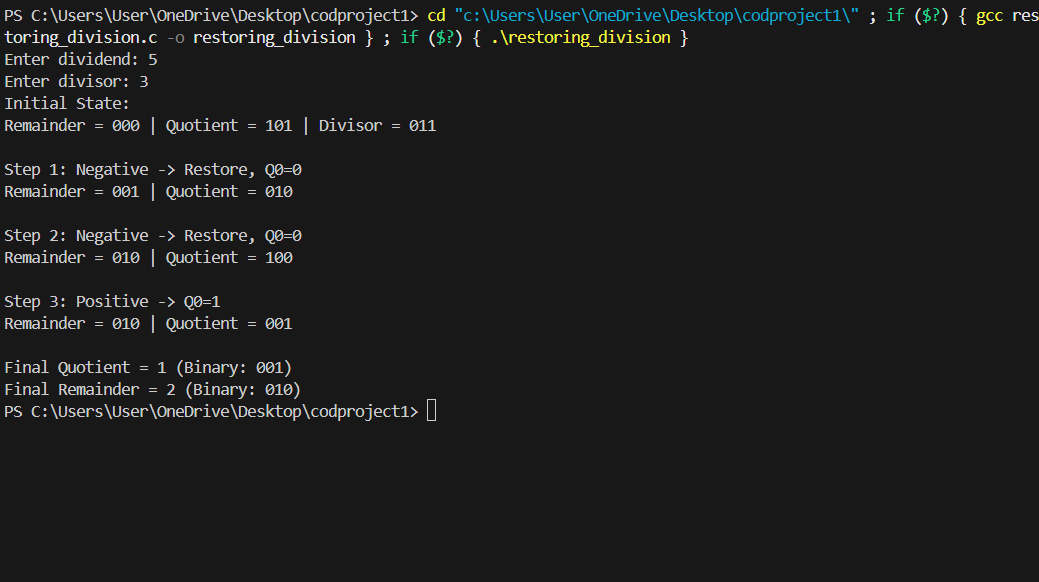 PS C:\Users\User\OneDrive\Desktop\codproject1> cd "c:\Users\User\OneDrive\Desktop\codproject1\" ; if ($?) { gcc res
toring_division.c -o restoring_division } ; if ($?) { .\restoring_division }
Enter dividend: 5
Enter divisor: 3
Initial State:
Remainder = 000 | Quotient = 101 | Divisor = 011
Step 1: Negative -> Restore, Q0=0
Remainder = 001 | Quotient = 010
Step 2: Negative -> Restore, Q0=0
Remainder = 010 | Quotient = 100
Step 3: Positive -> Q0=1
Remainder = 010 | Quotient = 001
Final Quotient = 1 (Binary: 001)
Final Remainder = 2 (Binary: 010)
PS C:\Users\User\OneDrive\Desktop\codproject1>